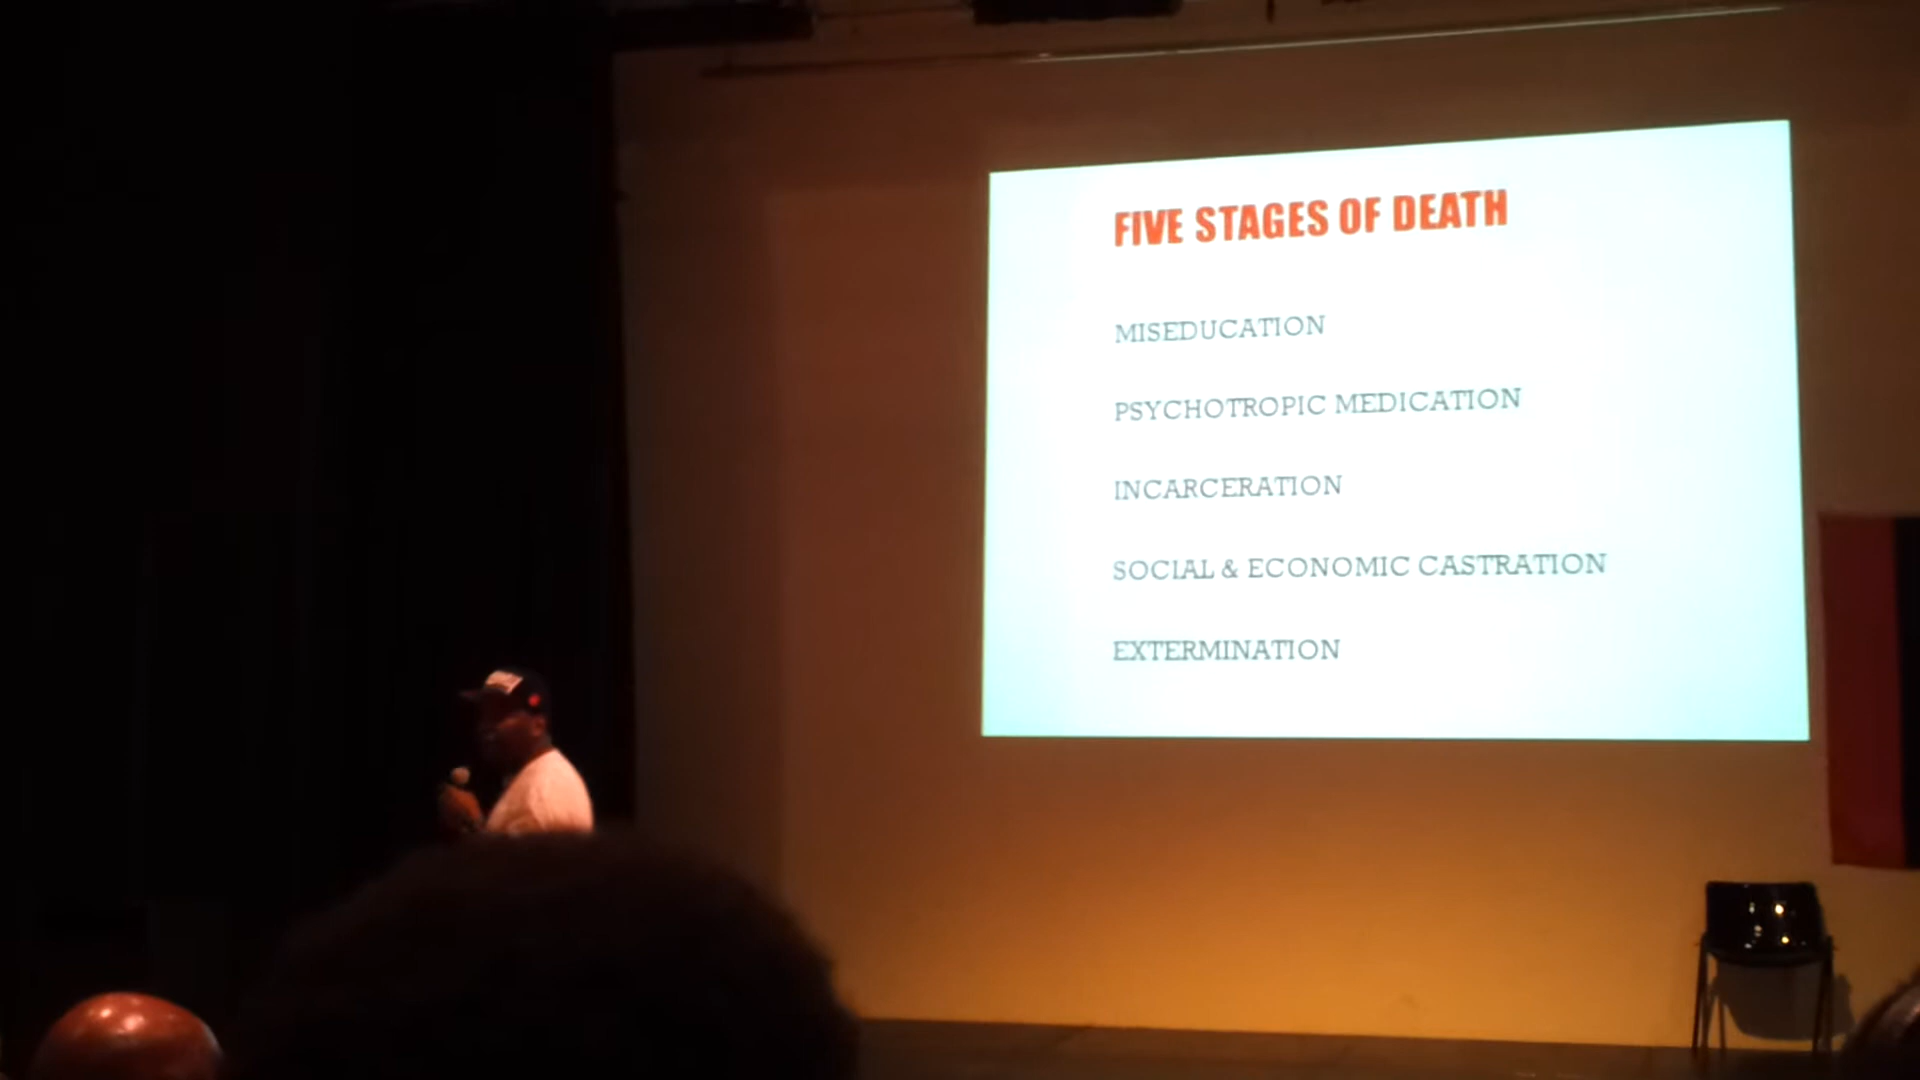 FIVE STAGES OF DEATH
MISEDUCATION
PSYCHOTROPIC MEDICATION
INCARCERATION
SOCIAL & ECONOMIC CASTRATION
EXTERMINATION